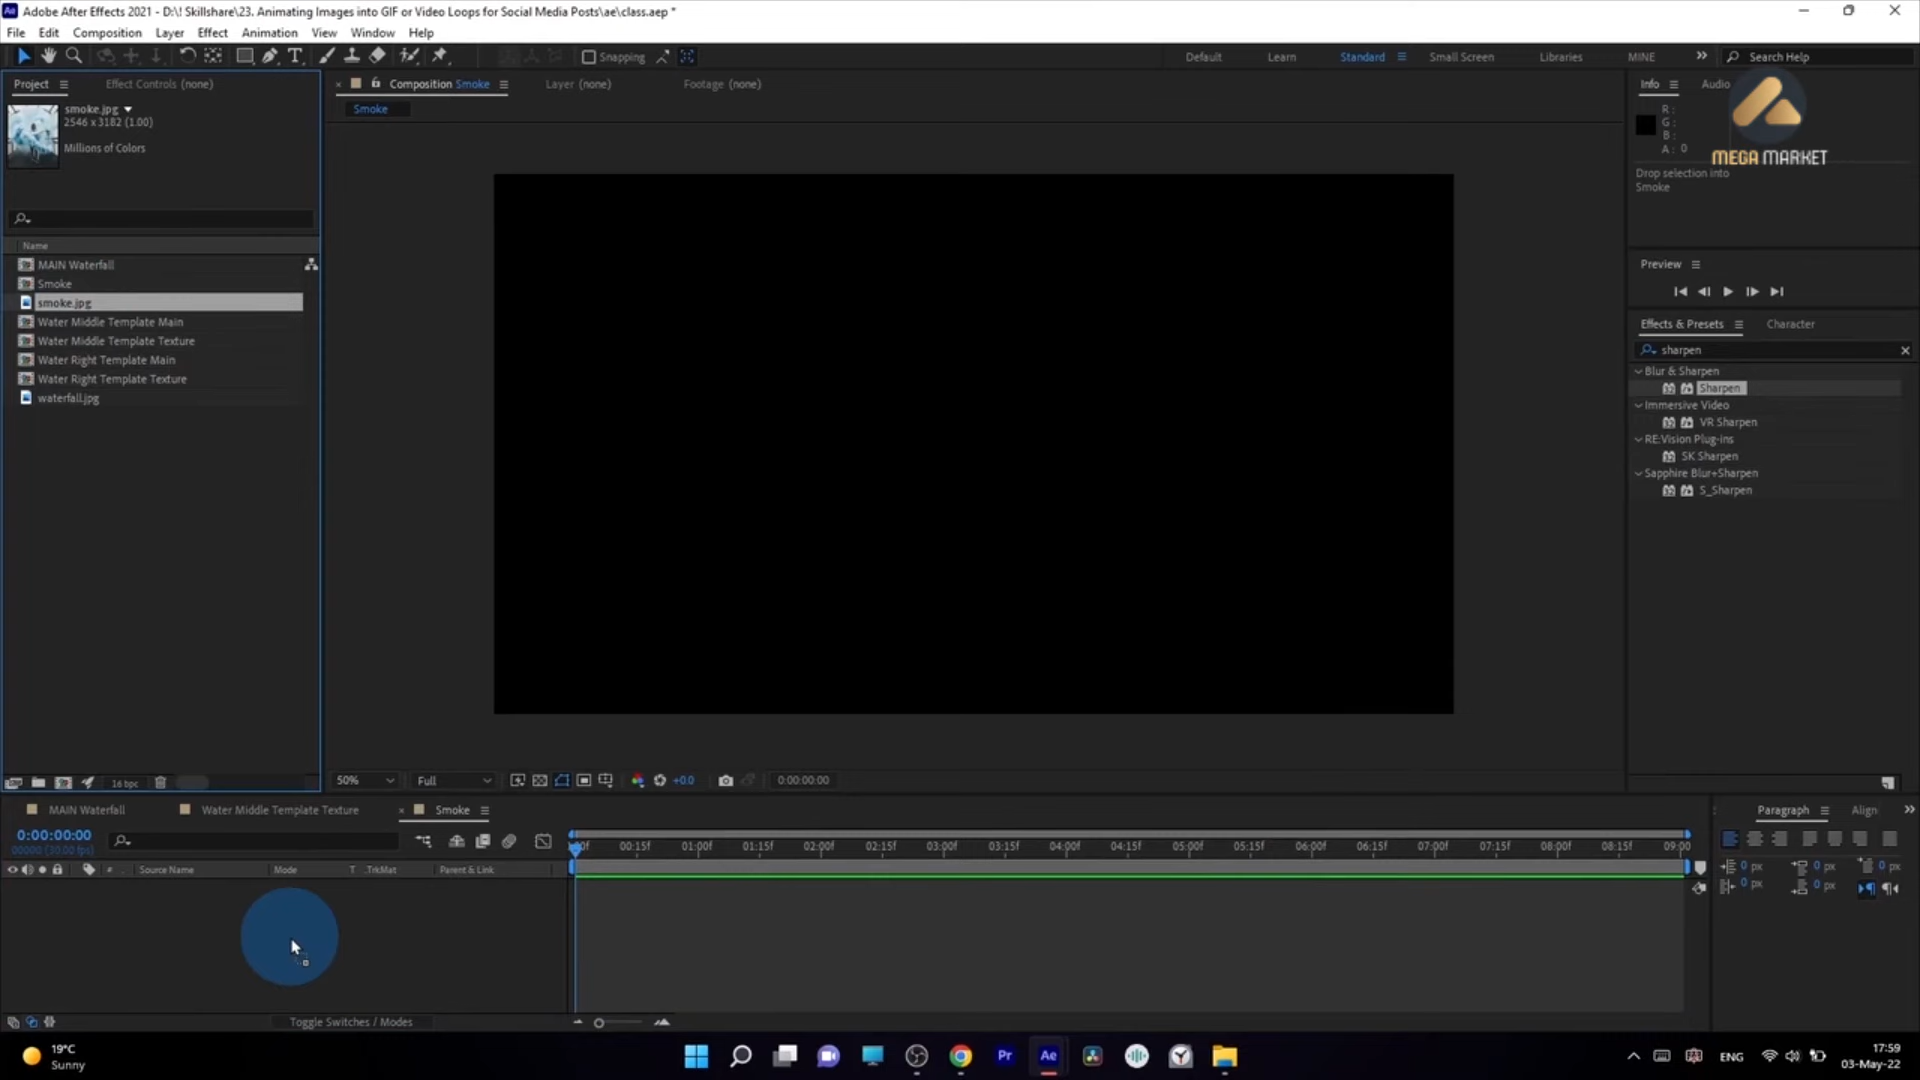 Adobe After Effects 2021 - D:\! Skillshare\23. Animating Images into GIF or Video Loops for Social Media Posts\ae\class.aep *
File Edit Composition Layer Effect Animation View Window Help
Snapping Default Learn Standard Small Screen Libraries MINE Search Help
Project Effect Controls (none)
smoke.jpg
2546 x 3182 (1.00)
Millions of Colors
Name
MAIN Waterfall
Smoke
smoke.jpg
Water Middle Template Main
Water Middle Template Texture
Water Right Template Main
Water Right Template Texture
waterfall.jpg
16 bpc
Composition Smoke Layer (none) Footage (none)
Smoke
50% Full +0.0 0:00:00:00
Info Audio
R :
G :
B :
A : 0
MEGA MARKET
Drop selection into
Smoke
Preview
Effects & Presets Character
sharpen
Blur & Sharpen
Sharpen
Immersive Video
VR Sharpen
RE:Vision Plug-ins
SK Sharpen
Sapphire Blur+Sharpen
S_Sharpen
MAIN Waterfall Water Middle Template Texture Smoke
0:00:00:00
00000 (30.00 fps)
:00f 00:15f 01:00f 01:15f 02:00f 02:15f 03:00f 03:15f 04:00f 04:15f 05:00f 05:15f 06:00f 06:15f 07:00f 07:15f 08:00f 08:15f 09:00
# Source Name Mode T .TrkMat Parent & Link
Toggle Switches / Modes
Paragraph Align
0 px 0 px 0 px
0 px 0 px
19°C
Sunny
Pr Ae
ENG
17:59
03-May-22